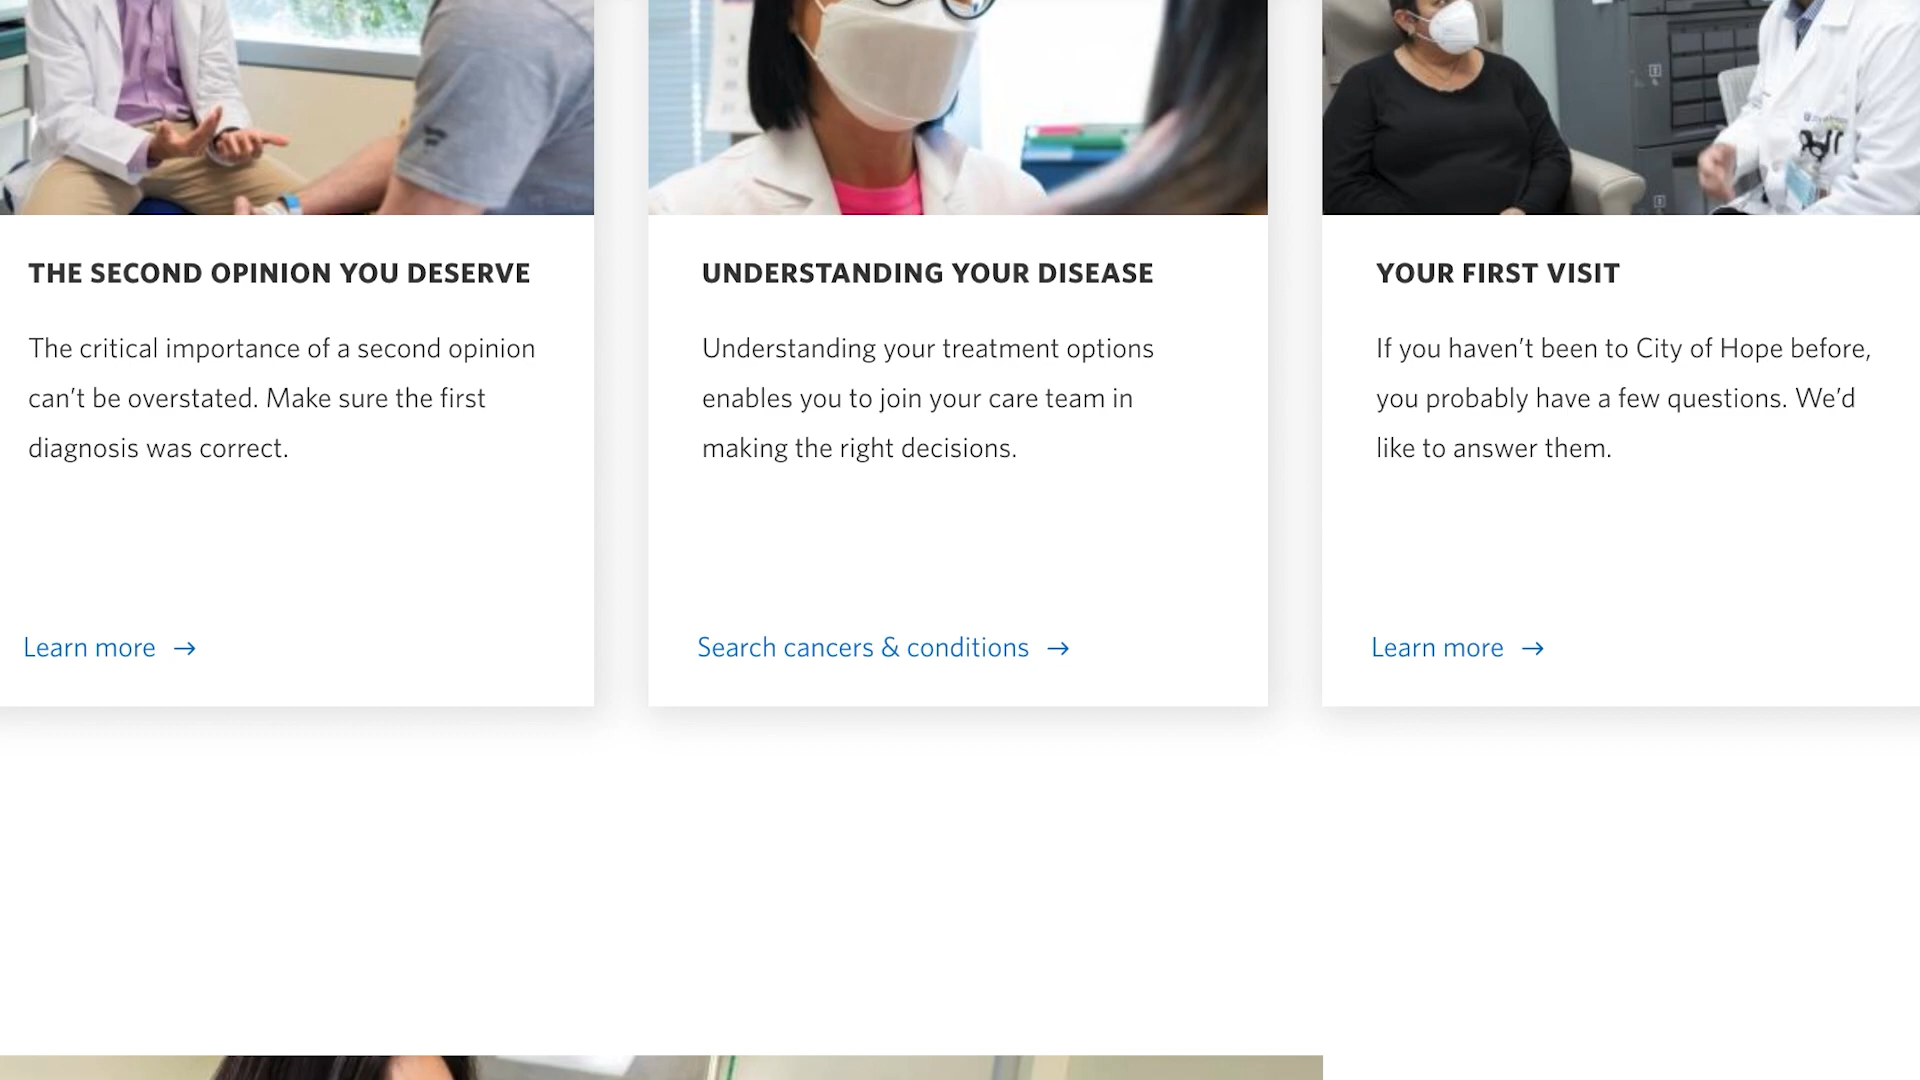 THE SECOND OPINION YOU DESERVE
The critical importance of a second opinion
can’t be overstated. Make sure the first
diagnosis was correct.
Learn more →
UNDERSTANDING YOUR DISEASE
Understanding your treatment options
enables you to join your care team in
making the right decisions.
Search cancers & conditions →
YOUR FIRST VISIT
If you haven’t been to City of Hope before,
you probably have a few questions. We’d
like to answer them.
Learn more →